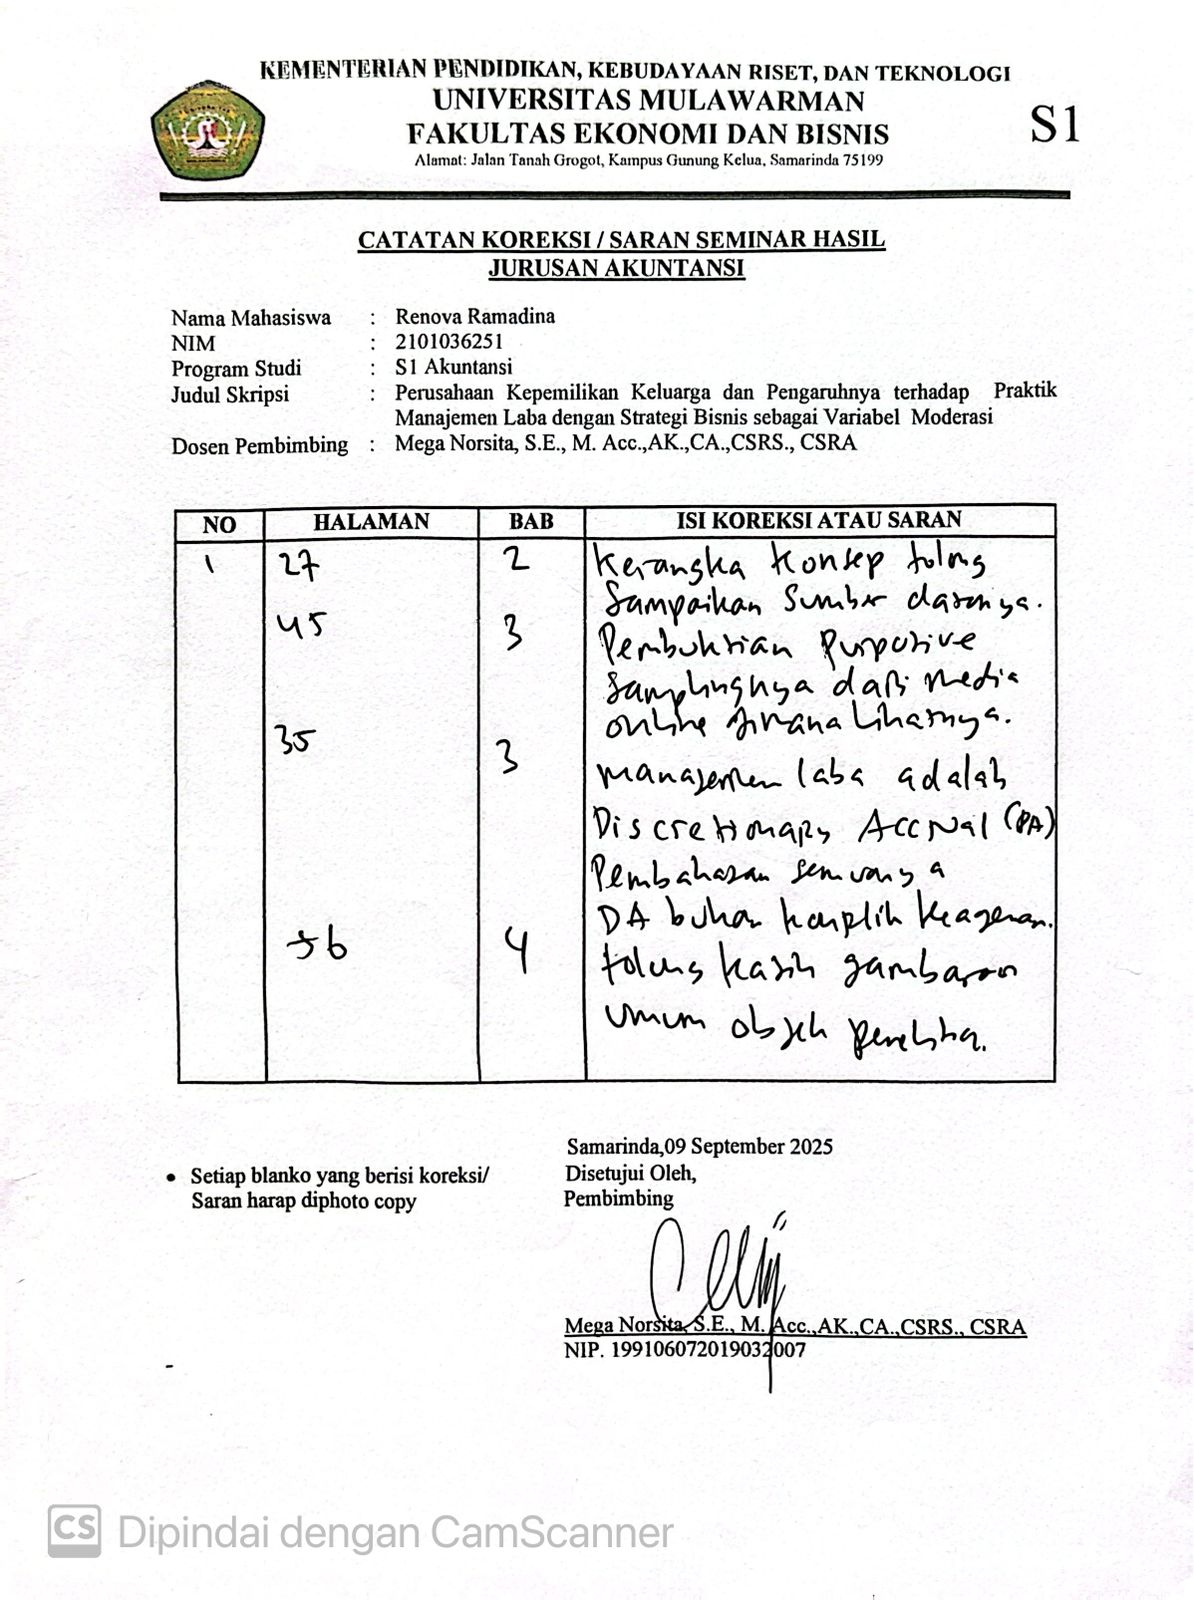 KEMENTERIAN PENDIDIKAN, KEBUDAYAAN RISET, DAN TEKNOLOGI
UNIVERSITAS MULAWARMAN
FAKULTAS EKONOMI DAN BISNIS
Alamat: Jalan Tanah Grogot, Kampus Gunung Kelua, Samarinda 75199
S1
CATATAN KOREKSI / SARAN SEMINAR HASIL
JURUSAN AKUNTANSI
Nama Mahasiswa : Renova Ramadina
NIM : 2101036251
Program Studi : S1 Akuntansi
Judul Skripsi : Perusahaan Kepemilikan Keluarga dan Pengaruhnya terhadap Praktik
Manajemen Laba dengan Strategi Bisnis sebagai Variabel Moderasi
Dosen Pembimbing : Mega Norsita, S.E., M. Acc.,AK.,CA.,CSRS., CSRA
NO HALAMAN BAB ISI KOREKSI ATAU SARAN
1 27 2 Kerangka Konsep tolong
Sampaikan Sumber dasarnya.
45 3 Pembuktian Purposive
Samplingnya dari media
online dimana lihatnya.
35 3 manajemen laba adalah
Discretionary Accrual (DA)
Pembahasan semuanya
DA bukan konflik keagenan.
56 4 tolong kasih gambaran
Umum objek penelitian.
Samarinda,09 September 2025
• Setiap blanko yang berisi koreksi/ Disetujui Oleh,
Saran harap diphoto copy Pembimbing
Mega Norsita, S.E., M. Acc.,AK.,CA.,CSRS., CSRA
NIP. 199106072019032007
CS Dipindai dengan CamScanner